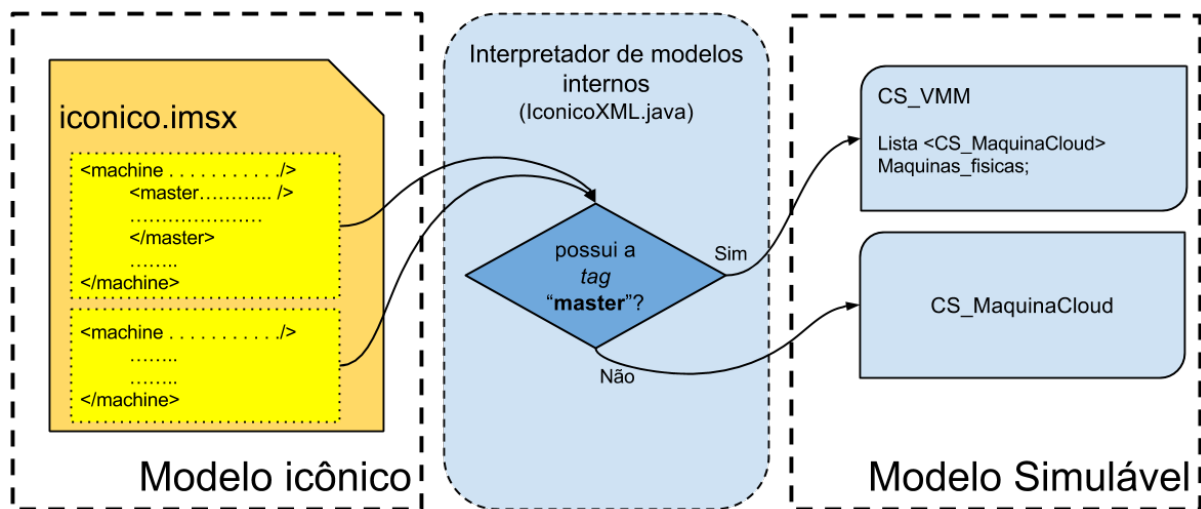 iconico.imsx
<machine . . . . . . . . . . ./>
<master………... />
…………………
</master>
……..
</machine>
<machine . . . . . . . . . . ./>
……..
……..
</machine>
Modelo icônico
Interpretador de modelos
internos
(IconicoXML.java)
possui a
tag
“master”?
Sim
Não
CS_VMM
Lista <CS_MaquinaCloud>
Maquinas_fisicas;
CS_MaquinaCloud
Modelo Simulável